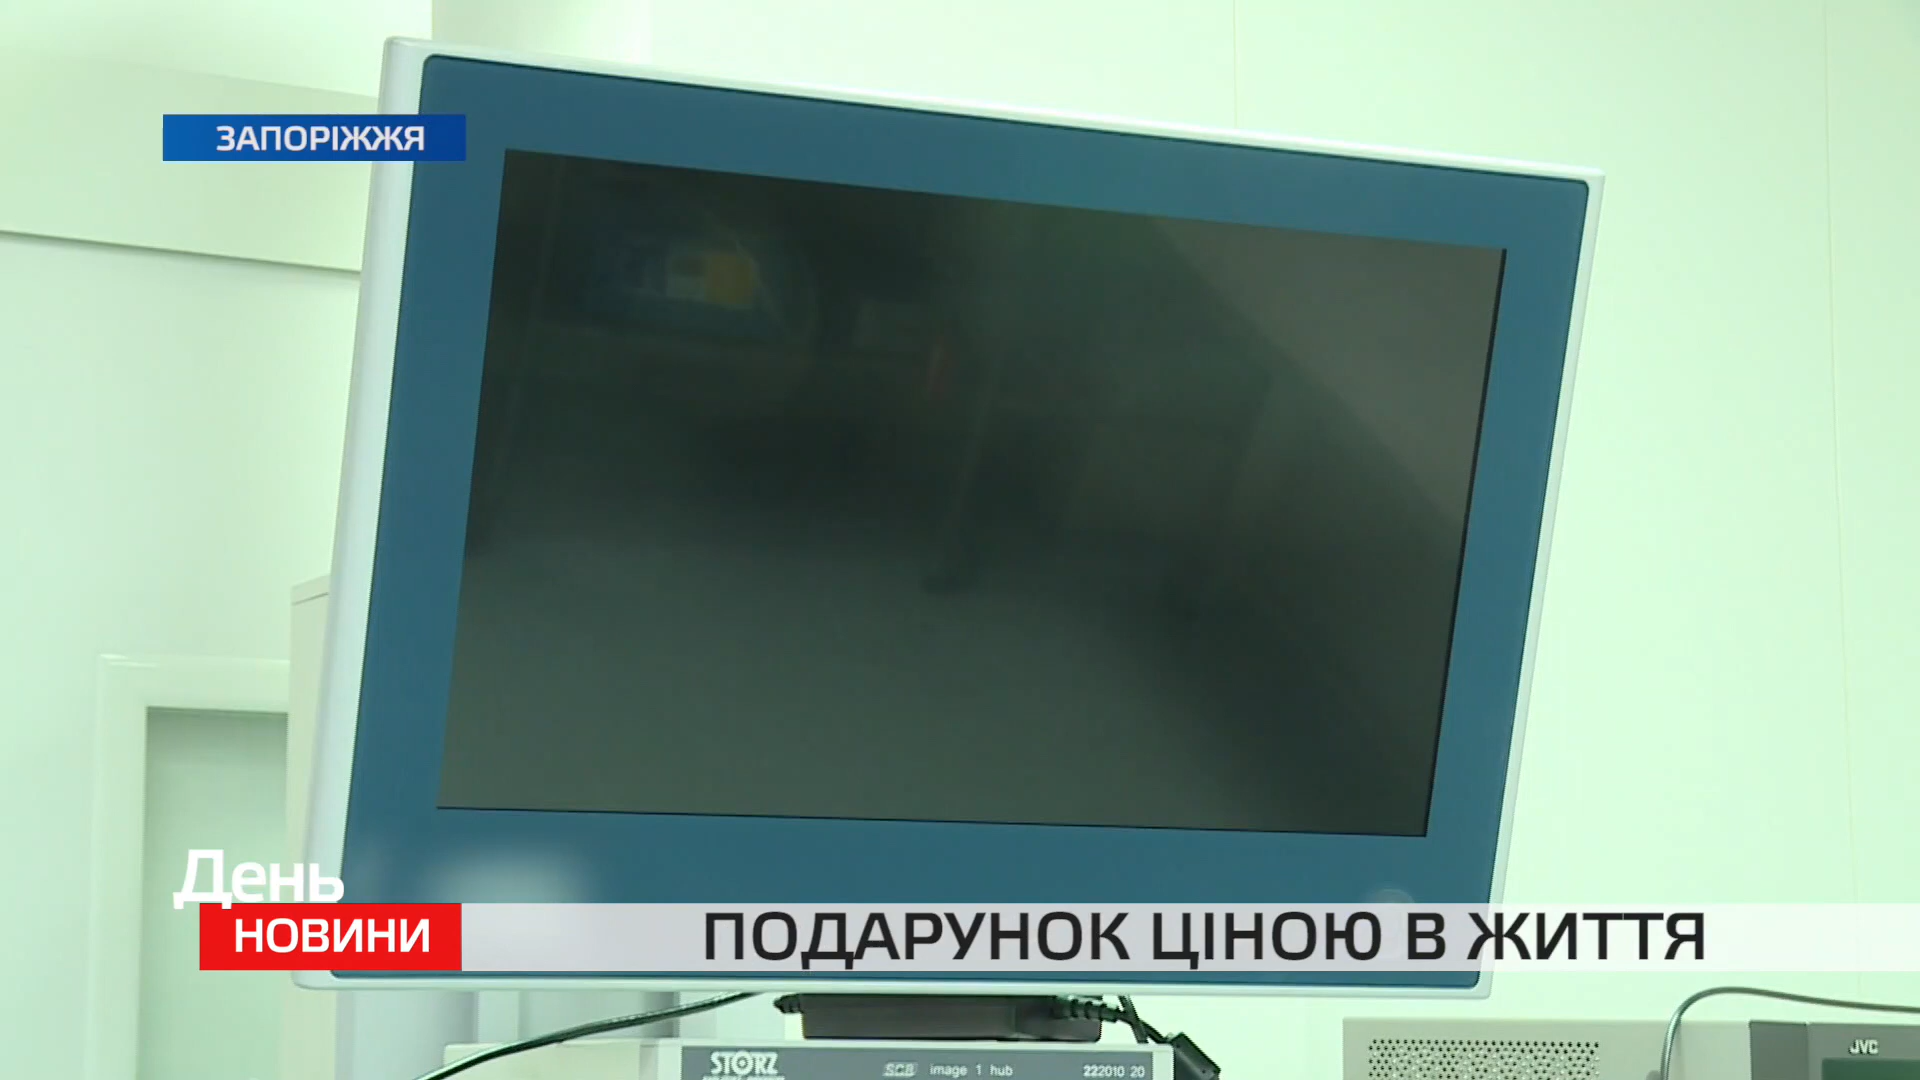 ЗАПОРІЖЖЯ
День
НОВИНИ
ПОДАРУНОК ЦІНОЮ В ЖИТТЯ
STORZ
SCB image 1 hub 222010 20
JVC